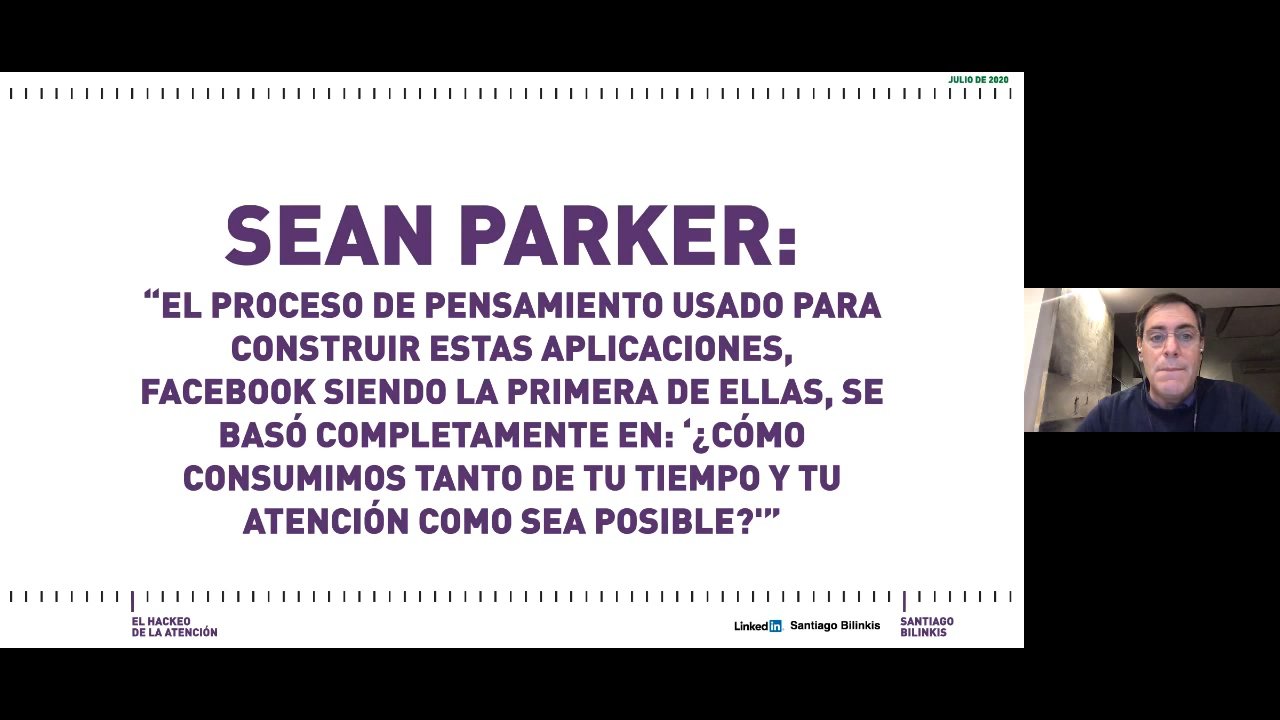 JULIO DE 2020
SEAN PARKER:
“EL PROCESO DE PENSAMIENTO USADO PARA
CONSTRUIR ESTAS APLICACIONES,
FACEBOOK SIENDO LA PRIMERA DE ELLAS, SE
BASÓ COMPLETAMENTE EN: ‘¿CÓMO
CONSUMIMOS TANTO DE TU TIEMPO Y TU
ATENCIÓN COMO SEA POSIBLE?'”
EL HACKEO
DE LA ATENCIÓN
LinkedIn Santiago Bilinkis
SANTIAGO
BILINKIS